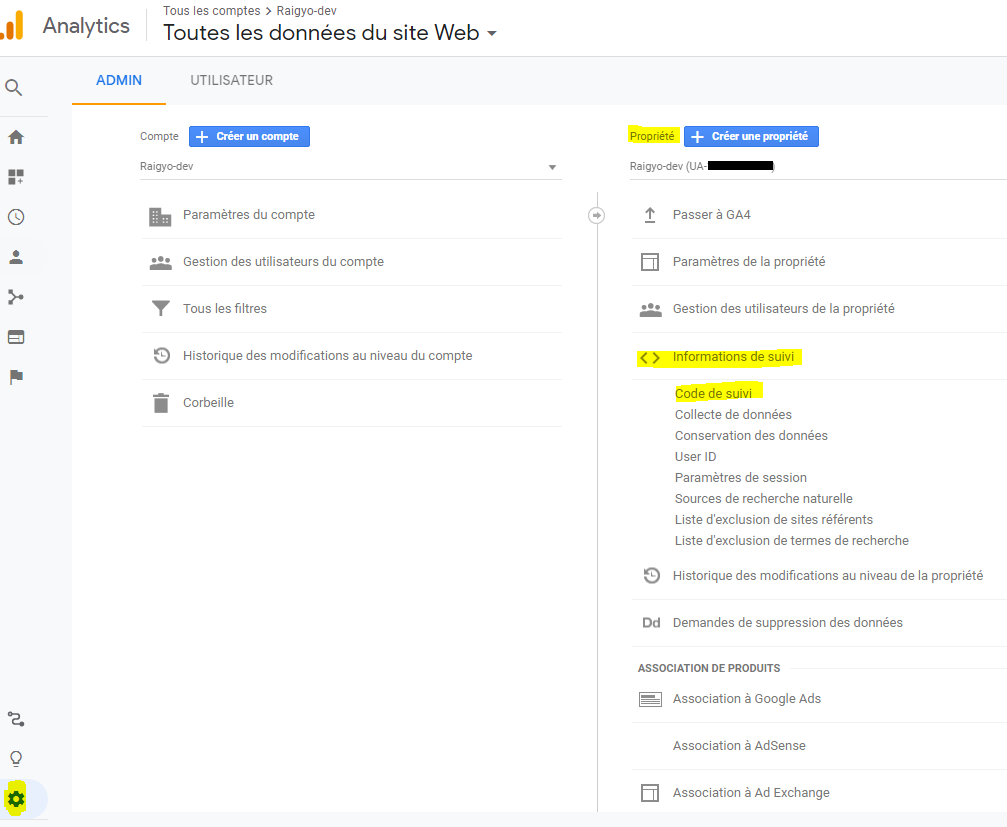 Analytics
Tous les comptes > Raigyo-dev
Toutes les données du site Web
ADMIN
UTILISATEUR
Compte
Créer un compte
Raigyo-dev
Paramètres du compte
Gestion des utilisateurs du compte
Tous les filtres
Historique des modifications au niveau du compte
Corbeille
Propriété
Créer une propriété
Raigyo-dev (UA-)
Passer à GA4
Paramètres de la propriété
Gestion des utilisateurs de la propriété
Informations de suivi
Code de suivi
Collecte de données
Conservation des données
User ID
Paramètres de session
Sources de recherche naturelle
Liste d'exclusion de sites référents
Liste d'exclusion de termes de recherche
Historique des modifications au niveau de la propriété
Dd Demandes de suppression des données
ASSOCIATION DE PRODUITS
Association à Google Ads
Association à AdSense
Association à Ad Exchange